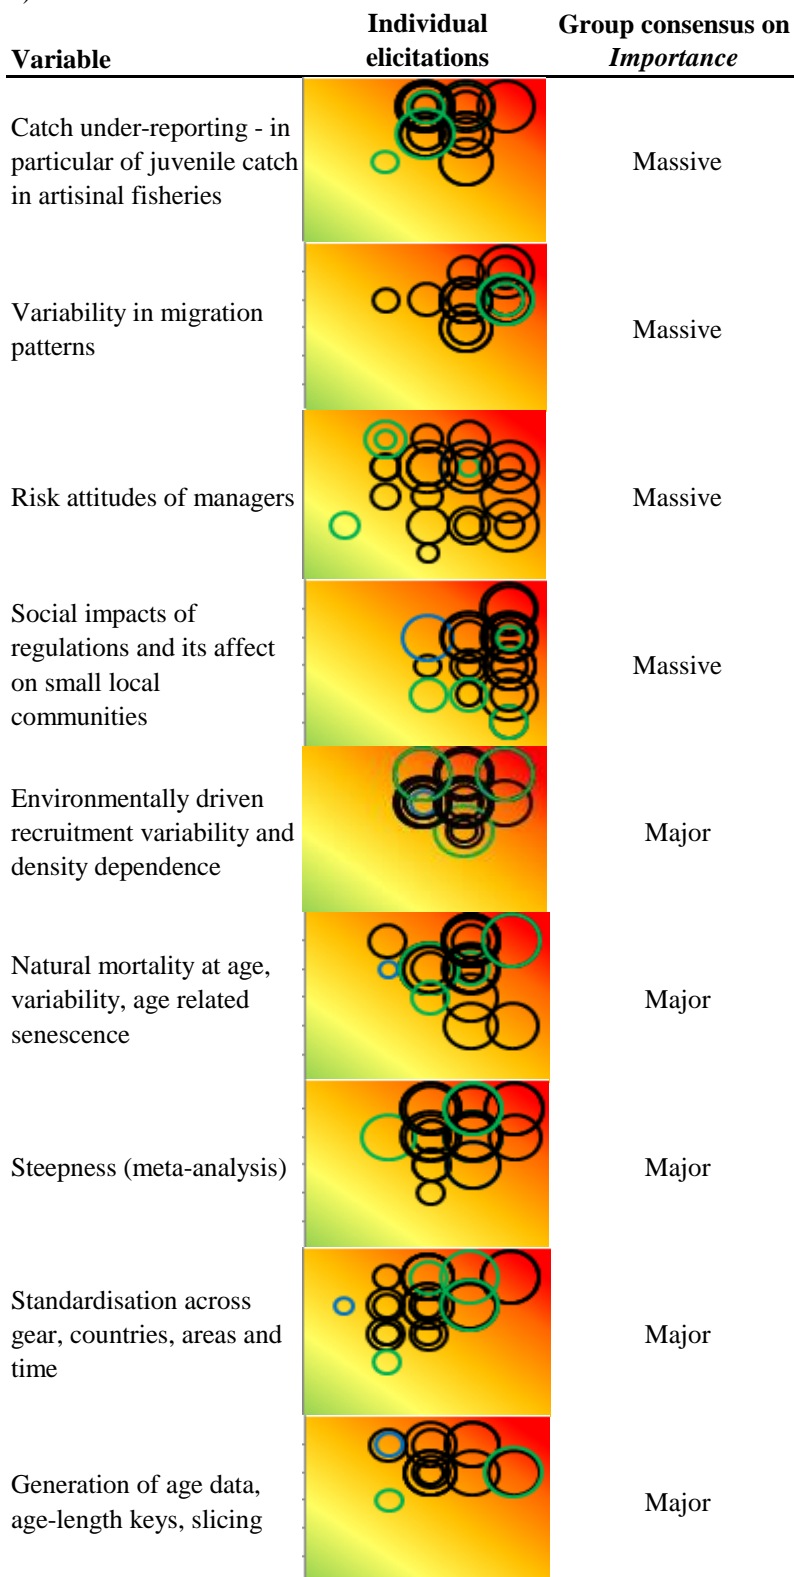 )
Individual
Group consensus on
Variable
elicitations
Importance
Catch under-reporting - in
particular of juvenile catch
in artisinal fisheries
Massive
Variability in migration
patterns
Massive
Risk attitudes of managers
Massive
Social impacts of
regulations and its affect
on small local
communities
Massive
Environmentally driven
recruitment variability and
density dependence
Major
Natural mortality at age,
variability, age related
senescence
Major
Steepness (meta-analysis)
Major
Standardisation across
gear, countries, areas and
time
Major
Generation of age data,
age-length keys, slicing
Major